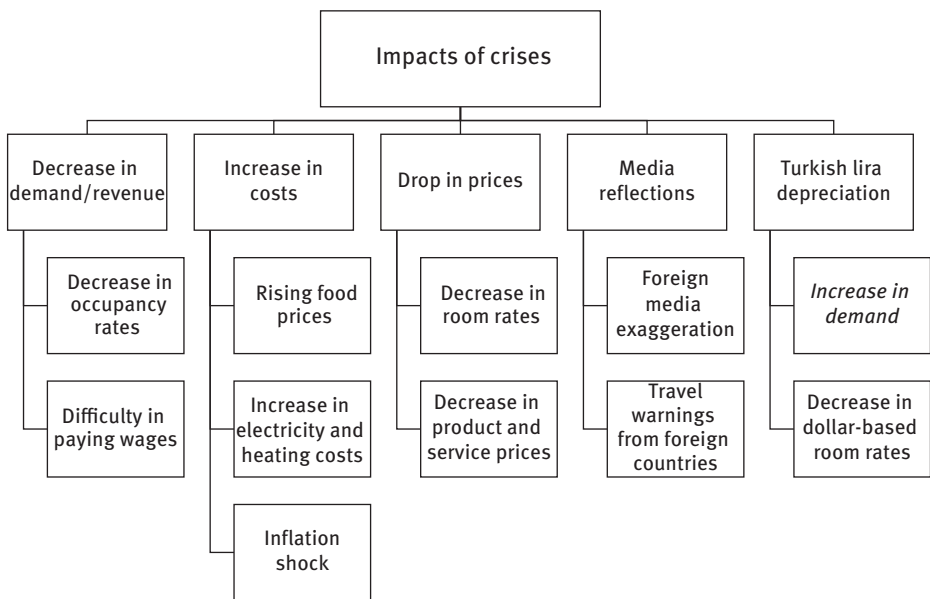 Impacts of crises
Decrease in
demand/revenue
Increase in
costs
Drop in prices
Media
reflections
Turkish lira
depreciation
Decrease in
occupancy
rates
Rising food
prices
Decrease in
room rates
Foreign
media
exaggeration
Increase in
demand
Difficulty in
paying wages
Increase in
electricity and
heating costs
Decrease in
product and
service prices
Travel
warnings
from foreign
countries
Decrease in
dollar-based
room rates
Inflation
shock